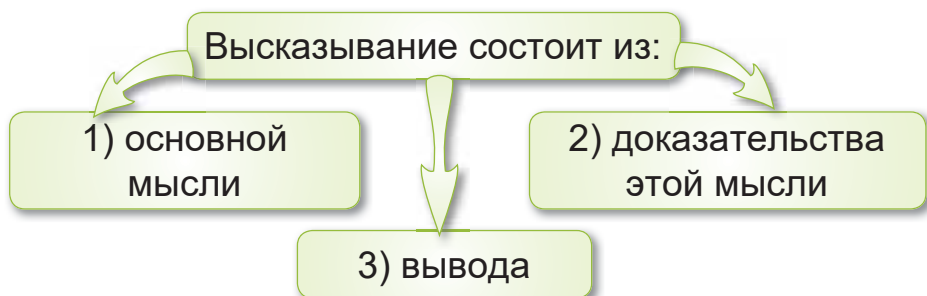 Высказывание состоит из:
1) основной
мысли
2) доказательства
этой мысли
3) вывода